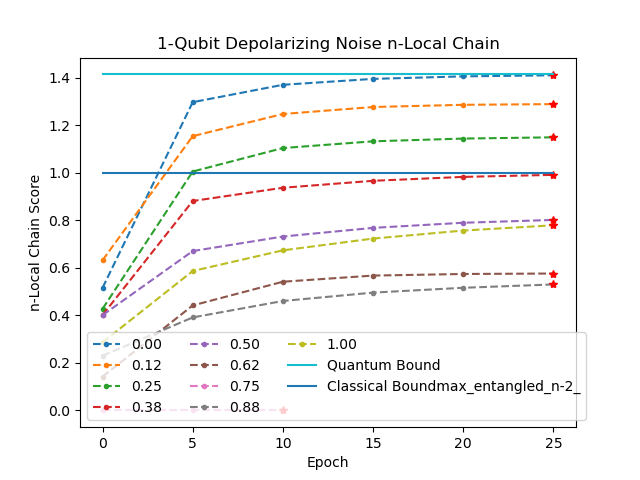 1-Qubit Depolarizing Noise n-Local Chain
n-Local Chain Score
1.4
1.2
1.0
0.8
0.6
0.4
0.2
0.0
0.00
0.12
0.25
0.38
0.50
0.62
0.75
0.88
1.00
Quantum Bound
Classical Boundmax_entangled_n-2_
0 5 10 15 20 25
Epoch